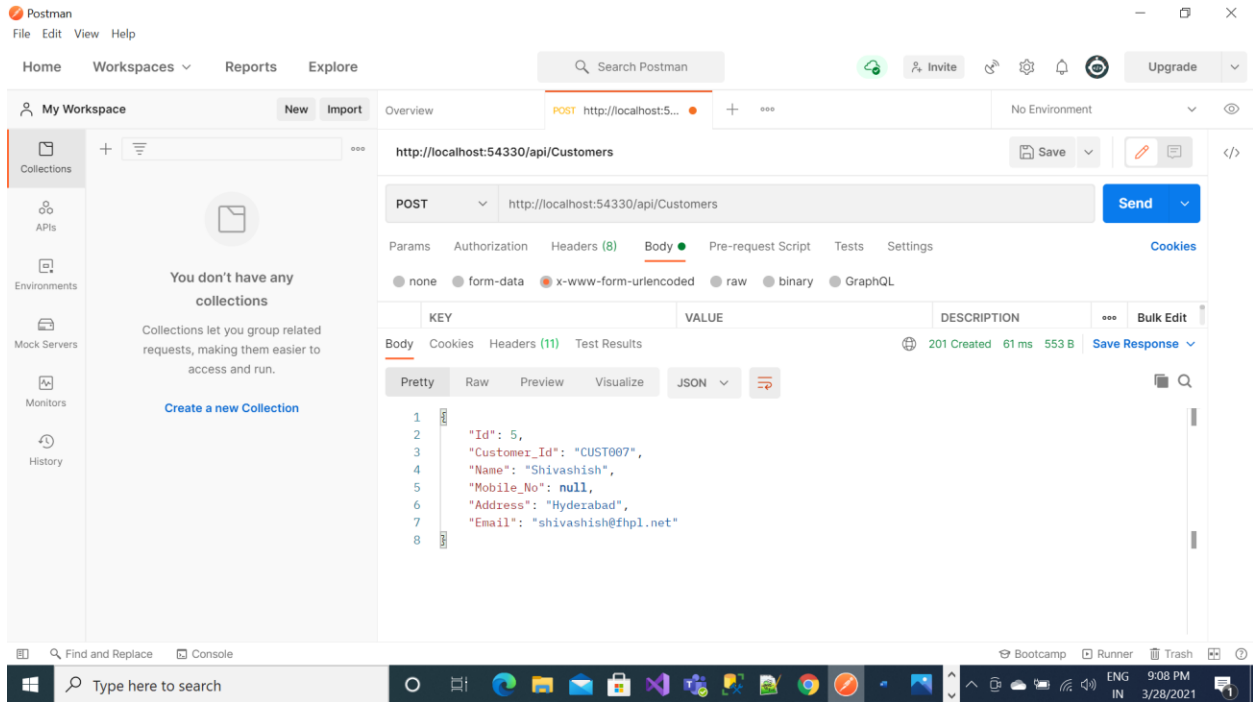 Postman
File Edit View Help
Home Workspaces Reports Explore Search Postman Invite Upgrade
My Workspace New Import Overview POST http://localhost:5... No Environment
Collections
APIs
Environments
Mock Servers
Monitors
History
You don't have any
collections
Collections let you group related
requests, making them easier to
access and run.
Create a new Collection
http://localhost:54330/api/Customers Save
POST http://localhost:54330/api/Customers Send
Params Authorization Headers (8) Body Pre-request Script Tests Settings Cookies
none form-data x-www-form-urlencoded raw binary GraphQL
KEY VALUE DESCRIPTION Bulk Edit
Body Cookies Headers (11) Test Results 201 Created 61 ms 553 B Save Response
Pretty Raw Preview Visualize JSON
1 {
2 "Id": 5,
3 "Customer_Id": "CUST007",
4 "Name": "Shivashish",
5 "Mobile_No": null,
6 "Address": "Hyderabad",
7 "Email": "shivashish@fhpl.net"
8 }
Find and Replace Console Bootcamp Runner Trash
Type here to search ENG 9:08 PM
IN 3/28/2021